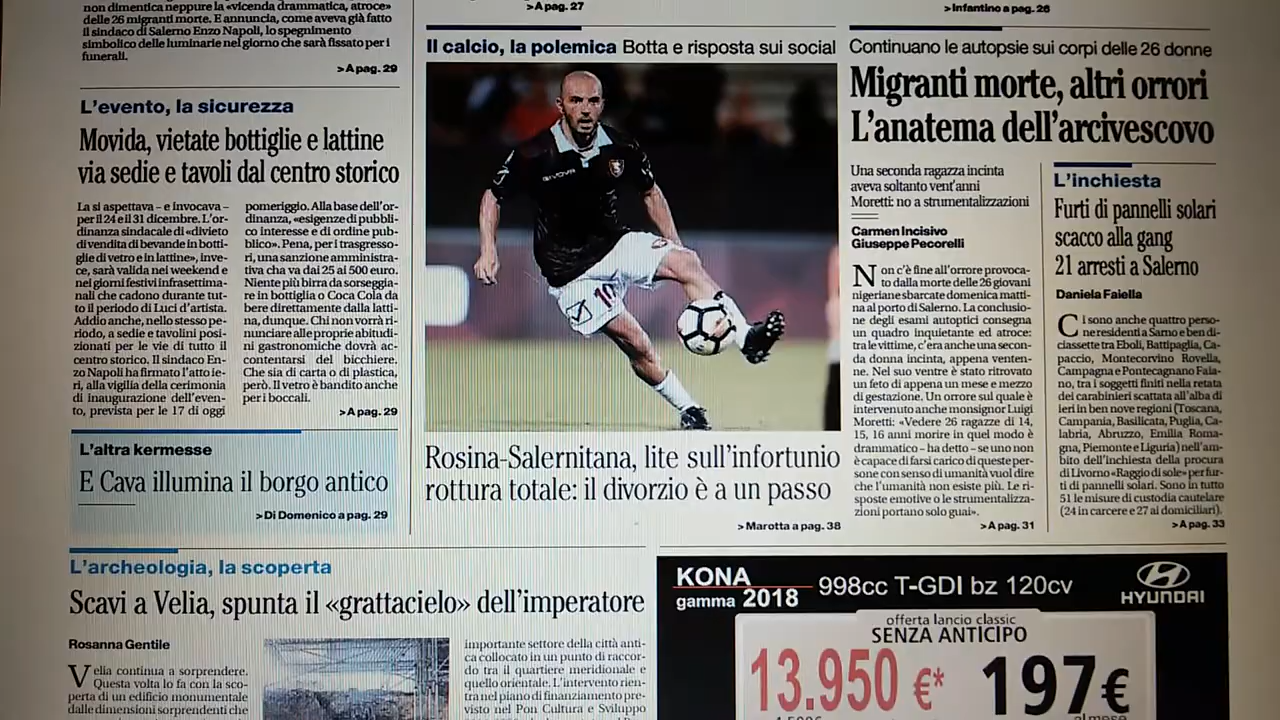 non dimentica neppure la «vicenda drammatica, atroce»
delle 26 migranti morte. E annuncia, come aveva già fatto
il sindaco di Salerno Enzo Napoli, lo spegnimento
simbolico delle luminarie nel giorno che sarà fissato per i
funerali.
>A pag. 29
L'evento, la sicurezza
Movida, vietate bottiglie e lattine
via sedie e tavoli dal centro storico
La si aspettava – e invocava –
per il 24 e il 31 dicembre. L'or-
dinanza sindacale di «divieto
di vendita di bevande in botti-
glie di vetro e in lattine», inve-
ce, sarà valida nel weekend e
nei giorni festivi infrasettima-
nali che cadono durante tut-
to il periodo di Luci d'artista.
Addio anche, nello stesso pe-
riodo, a sedie e tavolini posi-
zionati per le vie di tutto il
centro storico. Il sindaco En-
zo Napoli ha firmato l'atto ie-
ri, alla vigilia della cerimonia
di inaugurazione dell'even-
to, prevista per le 17 di oggi
pomeriggio. Alla base dell'or-
dinanza, «esigenze di pubbli-
co interesse e di ordine pub-
blico». Pena, per i trasgresso-
ri, una sanzione amministra-
tiva che va dai 25 ai 500 euro.
Niente più birra da sorseggia-
re in bottiglia o Coca Cola da
bere direttamente dalla latti-
na, dunque. Chi non vorrà ri-
nunciare alle proprie abitudi-
ni gastronomiche dovrà ac-
contentarsi del bicchiere.
Che sia di carta o di plastica,
però. Il vetro è bandito anche
per i boccali.
>A pag. 29
L'altra kermesse
E Cava illumina il borgo antico
>Di Domenico a pag. 29
>A pag. 27
Il calcio, la polemica Botta e risposta sui social
GIVOVA
10
Rosina-Salernitana, lite sull'infortunio
rottura totale: il divorzio è a un passo
>Marotta a pag. 38
>Infantino a pag. 26
Continuano le autopsie sui corpi delle 26 donne
Migranti morte, altri orrori
L'anatema dell'arcivescovo
Una seconda ragazza incinta
aveva soltanto vent'anni
Moretti: no a strumentalizzazioni
Carmen Incisivo
Giuseppe Pecorelli
Non c'è fine all'orrore provoca-
to dalla morte delle 26 giovani
nigeriane sbarcate domenica matti-
na al porto di Salerno. La conclusio-
ne degli esami autoptici consegna
un quadro inquietante ed atroce:
tra le vittime, c'era anche una secon-
da donna incinta, appena venten-
ne. Nel suo ventre è stato ritrovato
un feto di appena un mese e mezzo
di gestazione. Un orrore sul quale è
intervenuto anche monsignor Luigi
Moretti: «Vedere 26 ragazze di 14,
15, 16 anni morire in quel modo è
drammatico – ha detto – se uno non
è capace di farsi carico di queste per-
sone con senso di umanità vuol dire
che l'umanità non esiste più. Le ri-
sposte emotive o le strumentalizza-
zioni portano solo guai».
>A pag. 31
L'inchiesta
Furti di pannelli solari
scacco alla gang
21 arresti a Salerno
Daniela Faiella
Ci sono anche quattro perso-
ne residenti a Sarno e ben di-
ciassette tra Eboli, Battipaglia, Ca-
paccio, Montecorvino Rovella,
Campagna e Pontecagnano Faia-
no, tra i soggetti finiti nella retata
dei carabinieri scattata all'alba di
ieri in ben nove regioni (Toscana,
Campania, Basilicata, Puglia, Ca-
labria, Abruzzo, Emilia Roma-
gna, Piemonte e Liguria) nell'am-
bito dell'inchiesta della procura
di Livorno «Raggio di sole» per fur-
ti di pannelli solari. Sono in tutto
51 le misure di custodia cautelare
(24 in carcere e 27 ai domiciliari).
>A pag. 33
L'archeologia, la scoperta
Scavi a Velia, spunta il «grattacielo» dell'imperatore
Rosanna Gentile
Velia continua a sorprendere.
Questa volta lo fa con la sco-
perta di un edificio monumentale
dalle dimensioni sorprendenti che
importante settore della città anti-
ca collocato in un punto di raccor-
do tra il quartiere meridionale e
quello orientale. L'intervento rien-
tra nel piano di finanziamento pre-
visto nel Pon Cultura e Sviluppo
KONA
gamma 2018
998cc T-GDI bz 120cv
HYUNDAI
offerta lancio classic
SENZA ANTICIPO
13.950 €*
197€
al mese